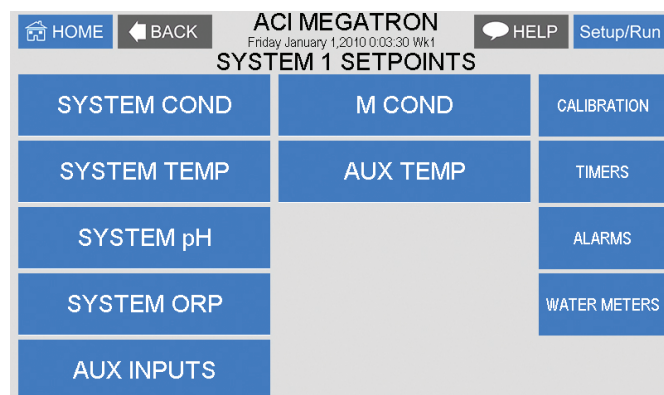 HOME BACK ACI MEGATRON HELP Setup/Run
Friday January 1,2010 0:03:30 Wk1
SYSTEM 1 SETPOINTS
SYSTEM COND M COND CALIBRATION
SYSTEM TEMP AUX TEMP TIMERS
SYSTEM pH ALARMS
SYSTEM ORP WATER METERS
AUX INPUTS